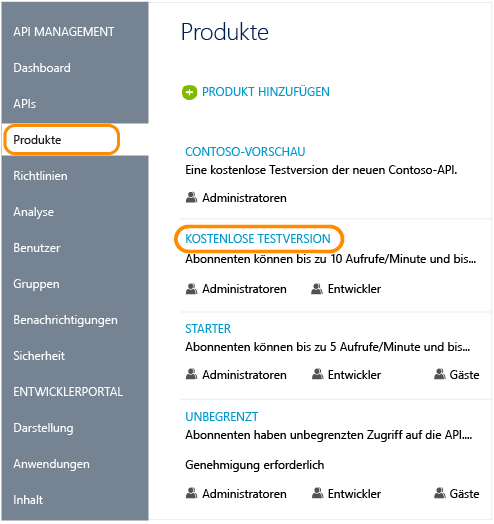 API MANAGEMENT
Dashboard
APIs
Produkte
Richtlinien
Analyse
Benutzer
Gruppen
Benachrichtigungen
Sicherheit
ENTWICKLERPORTAL
Darstellung
Anwendungen
Inhalt
Produkte
PRODUKT HINZUFÜGEN
CONTOSO-VORSCHAU
Eine kostenlose Testversion der neuen Contoso-API.
Administratoren
KOSTENLOSE TESTVERSION
Abonnenten können bis zu 10 Aufrufe/Minute und bis...
Administratoren Entwickler
STARTER
Abonnenten können bis zu 5 Aufrufe/Minute und bis...
Administratoren Entwickler Gäste
UNBEGRENZT
Abonnenten haben unbegrenzten Zugriff auf die API....
Genehmigung erforderlich
Administratoren Entwickler Gäste